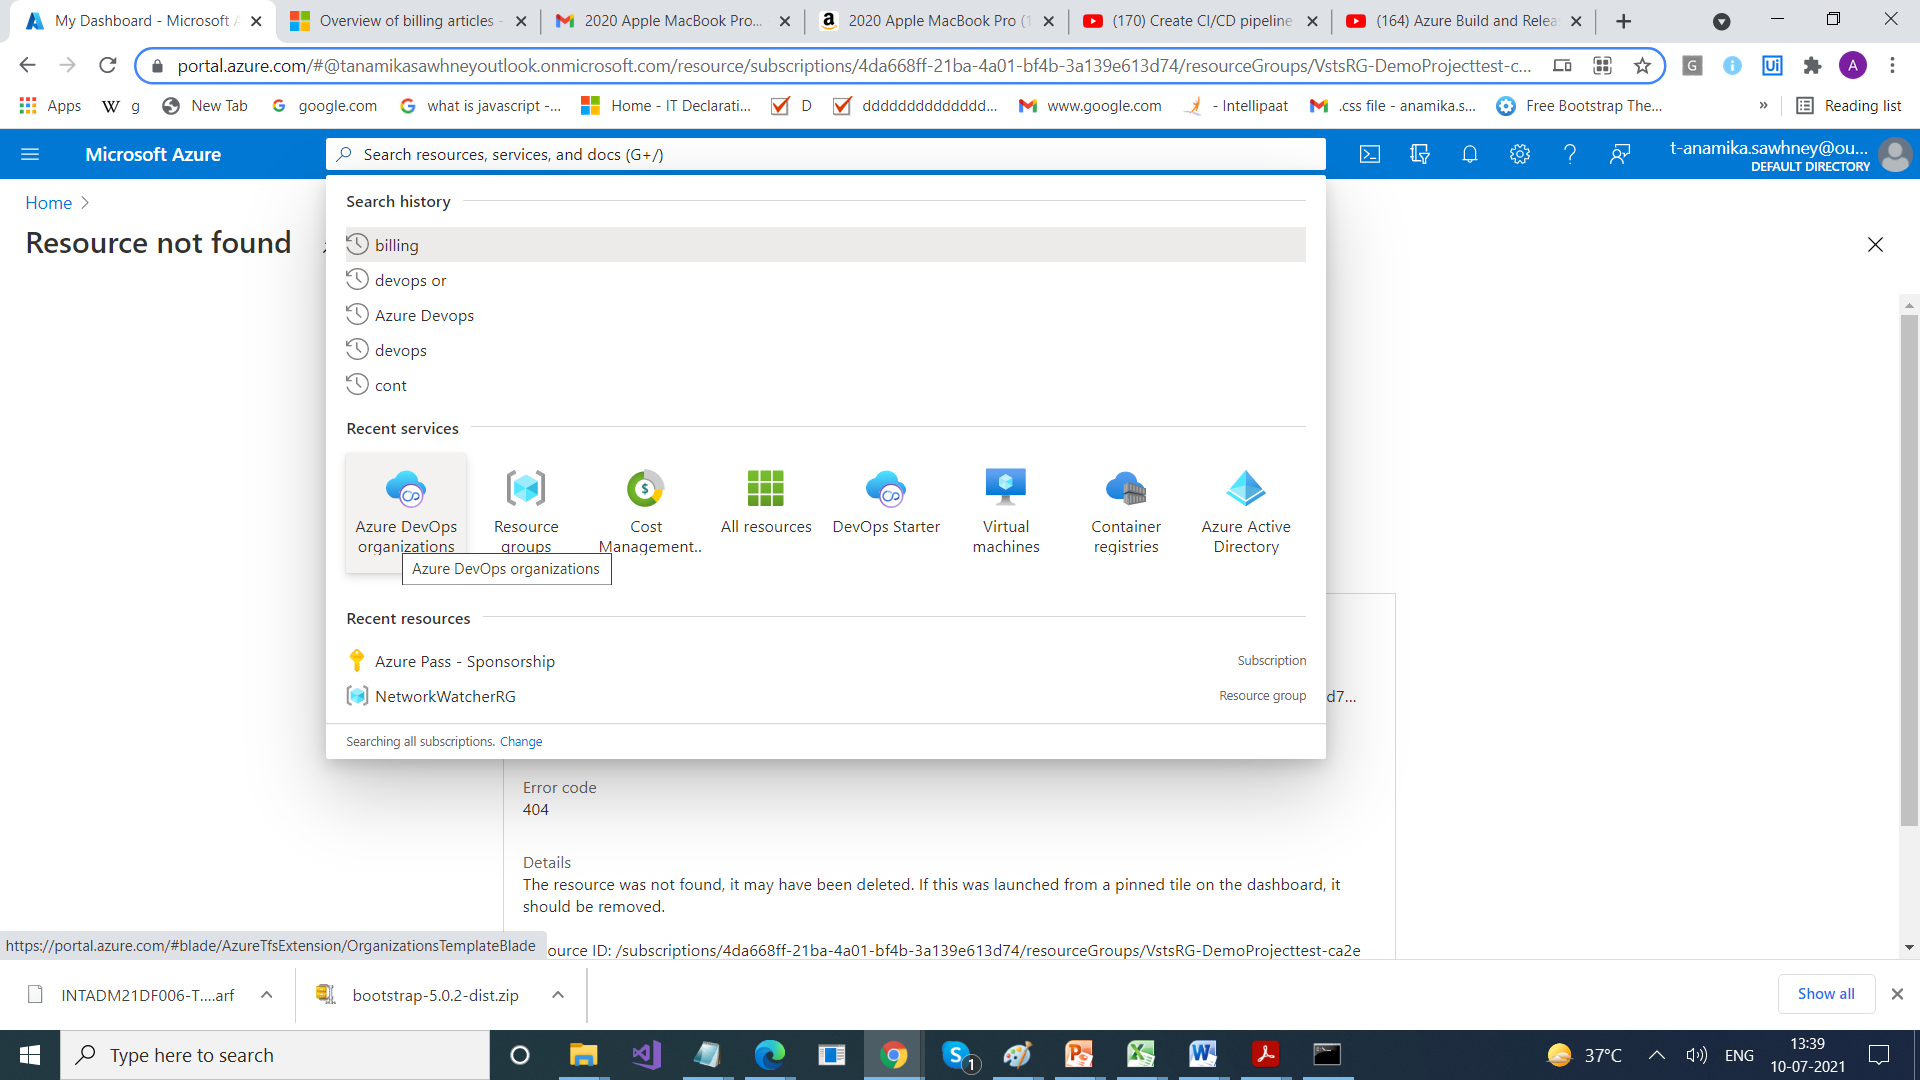 My Dashboard - Microsoft A
Overview of billing articles -
2020 Apple MacBook Pro...
2020 Apple MacBook Pro (1
(170) Create CI/CD pipeline
(164) Azure Build and Relea
portal.azure.com/#@tanamikasawhneyoutlook.onmicrosoft.com/resource/subscriptions/4da668ff-21ba-4a01-bf4b-3a139e613d74/resourceGroups/VstsRG-DemoProjecttest-c...
G
Ui
A
Apps
W g
New Tab
google.com
what is javascript -...
Home - IT Declarati...
D
dddddddddddddd...
www.google.com
- Intellipaat
.css file - anamika.s...
Free Bootstrap The...
»
Reading list
Microsoft Azure
Search resources, services, and docs (G+/)
t-anamika.sawhney@ou...
DEFAULT DIRECTORY
Home >
Resource not found
Search history
billing
devops or
Azure Devops
devops
cont
Recent services
Azure DevOps organizations
Resource groups
Cost Management..
All resources
DevOps Starter
Virtual machines
Container registries
Azure Active Directory
Azure DevOps organizations
Recent resources
Azure Pass - Sponsorship
Subscription
NetworkWatcherRG
Resource group
d7...
Searching all subscriptions. Change
Error code
404
Details
The resource was not found, it may have been deleted. If this was launched from a pinned tile on the dashboard, it
should be removed.
ource ID: /subscriptions/4da668ff-21ba-4a01-bf4b-3a139e613d74/resourceGroups/VstsRG-DemoProjecttest-ca2e
https://portal.azure.com/#blade/AzureTfsExtension/OrganizationsTemplateBlade
INTADM21DF006-T....arf
bootstrap-5.0.2-dist.zip
Show all
Type here to search
1
37°C
ENG
13:39
10-07-2021